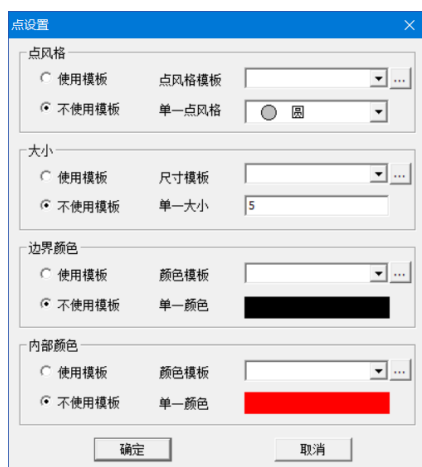 点设置
点风格
使用模板 点风格模板 ...
不使用模板 单一点风格 圆
大小
使用模板 尺寸模板 ...
不使用模板 单一大小 5
边界颜色
使用模板 颜色模板 ...
不使用模板 单一颜色
内部颜色
使用模板 颜色模板 ...
不使用模板 单一颜色
确定 取消